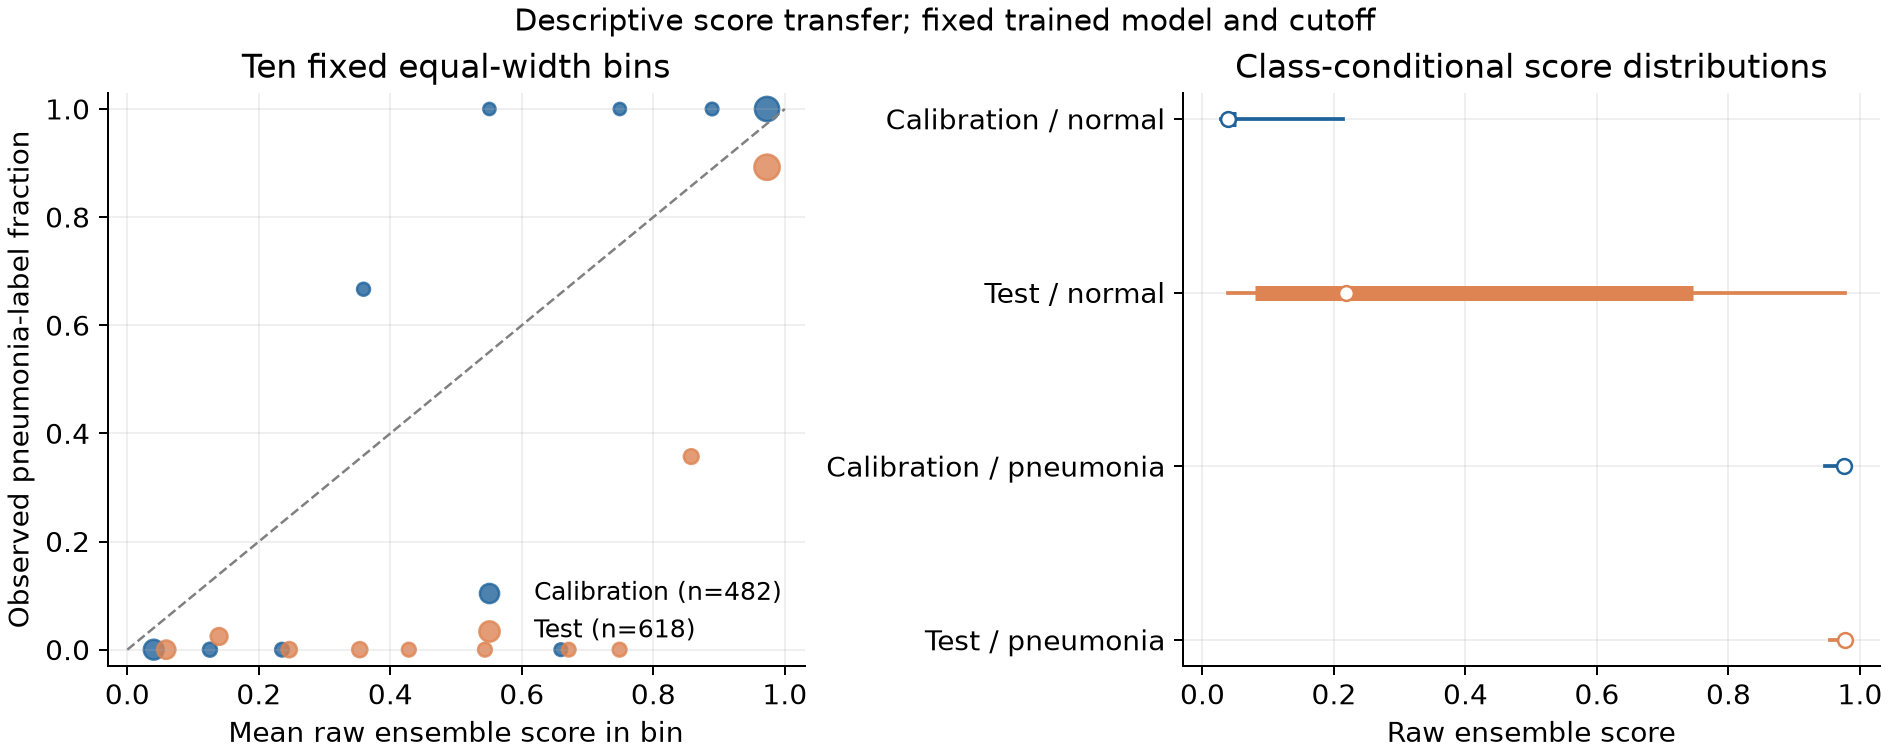 Descriptive score transfer; fixed trained model and cutoff
Ten fixed equal-width bins
Observed pneumonia-label fraction
1.0
0.8
0.6
0.4
0.2
0.0
Calibration (n=482)
Test (n=618)
0.0 0.2 0.4 0.6 0.8 1.0
Mean raw ensemble score in bin
Class-conditional score distributions
Calibration / normal
Test / normal
Calibration / pneumonia
Test / pneumonia
0.0 0.2 0.4 0.6 0.8 1.0
Raw ensemble score